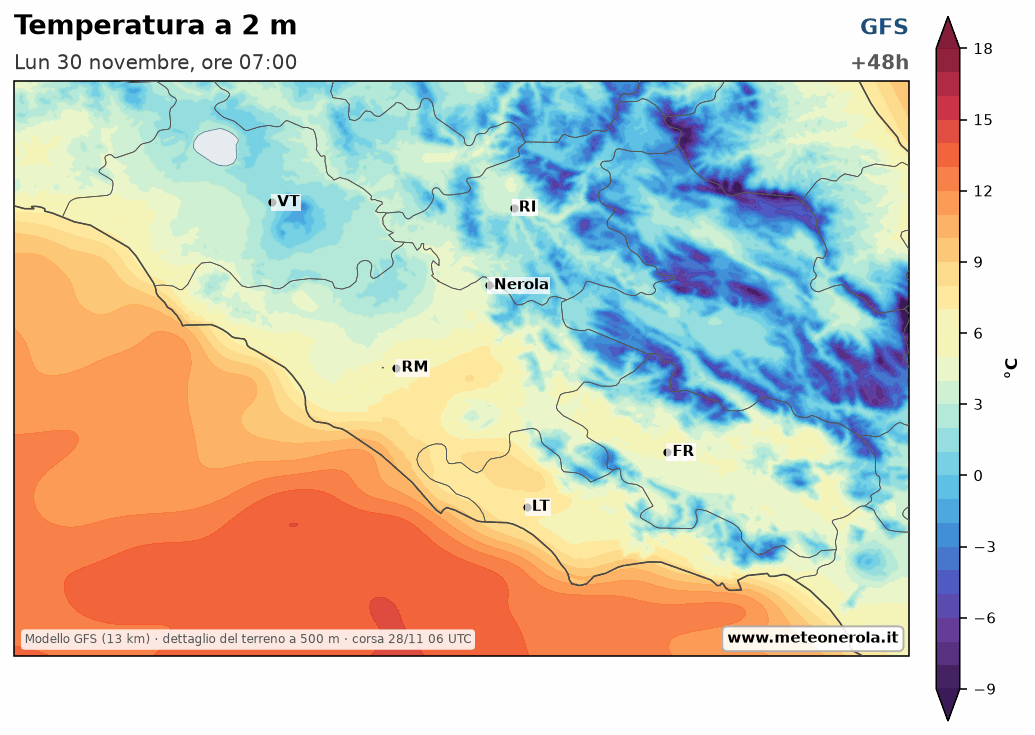 Temperatura a 2 m
GFS
Lun 30 novembre, ore 07:00
+48h
VT
RI
Nerola
RM
FR
LT
Modello GFS (13 km) · dettaglio del terreno a 500 m · corsa 28/11 06 UTC
www.meteonerola.it
18
15
12
9
6
3
0
−3
−6
−9
°C